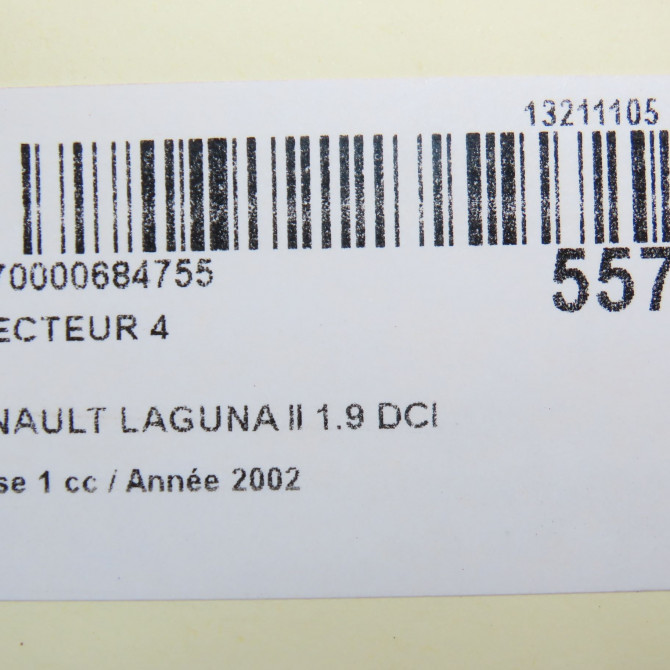 13211105
70000684755
557
ECTEUR 4
NAULT LAGUNA II 1.9 DCI
se 1 cc / Année 2002